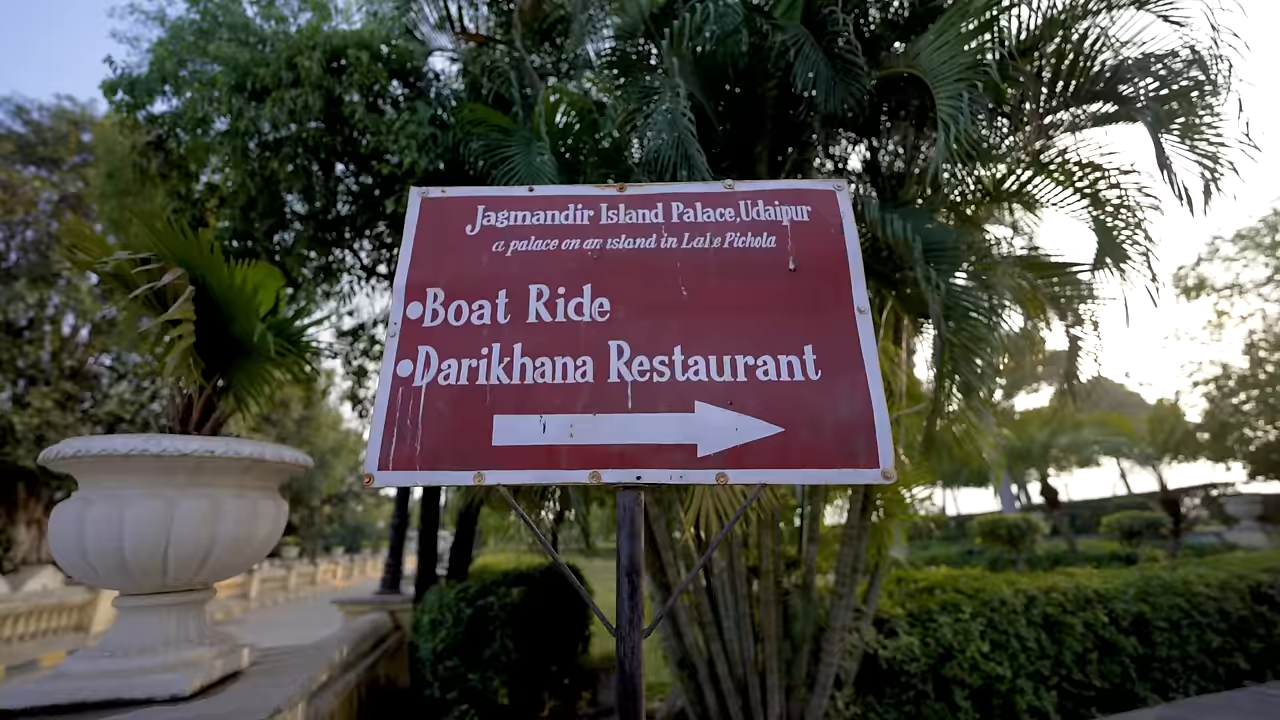 Jagmandir Island Palace,Udaipur
a palace on an island in Lake Pichola
•Boat Ride
•Darikhana Restaurant